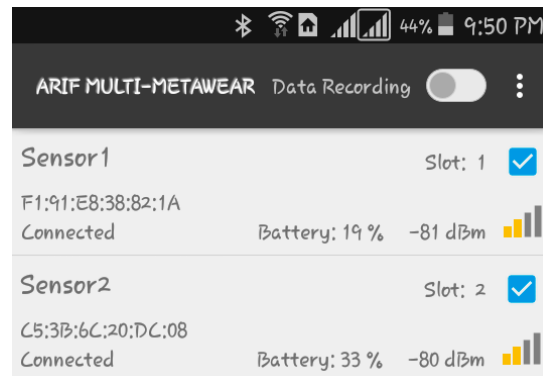 44% 9:50 PM
ARIF MULTI-METAWEAR Data Recording
Sensor1 Slot: 1
F1:91:E8:38:82:1A
Connected Battery: 19 % -81 dBm
Sensor2 Slot: 2
C5:3B:6C:20:DC:08
Connected Battery: 33 % -80 dBm